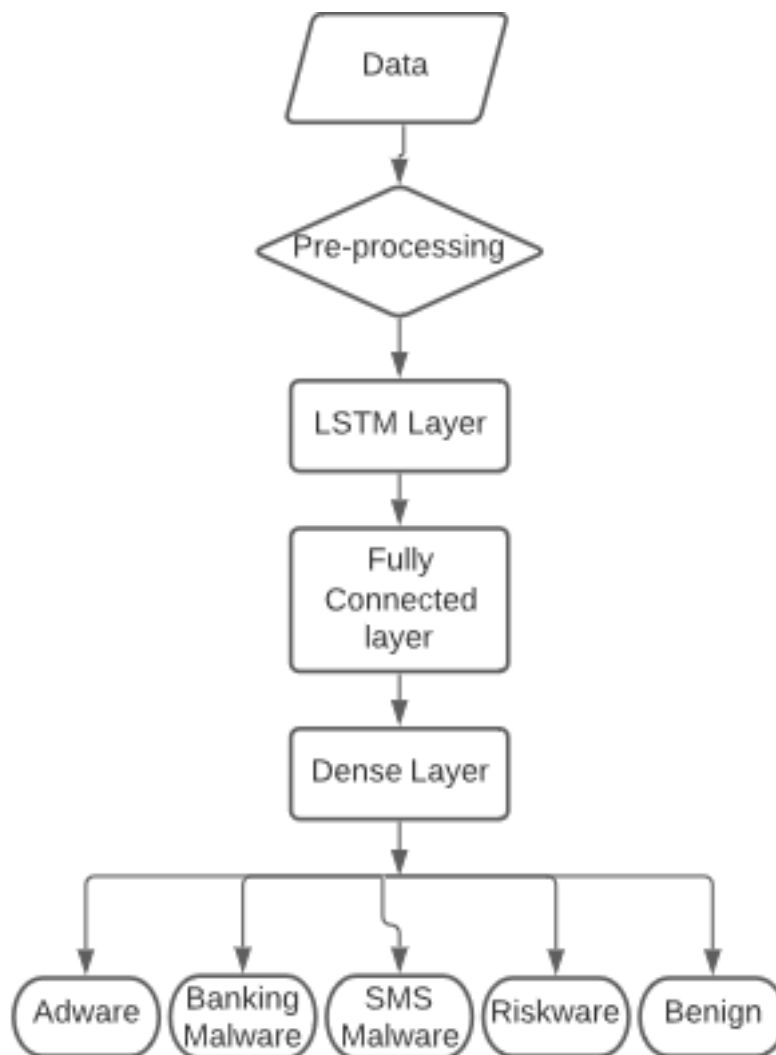 Data
Pre-processing
LSTM Layer
Fully
Connected
layer
Dense Layer
Adware
Banking
Malware
SMS
Malware
Riskware
Benign